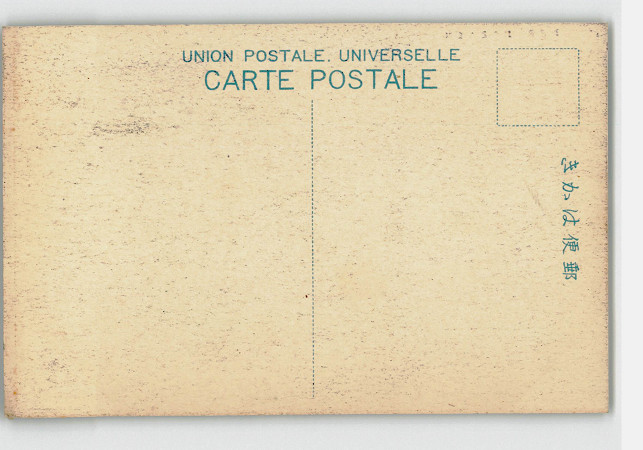 UNION POSTALE. UNIVERSELLE
CARTE POSTALE
きかは便郵